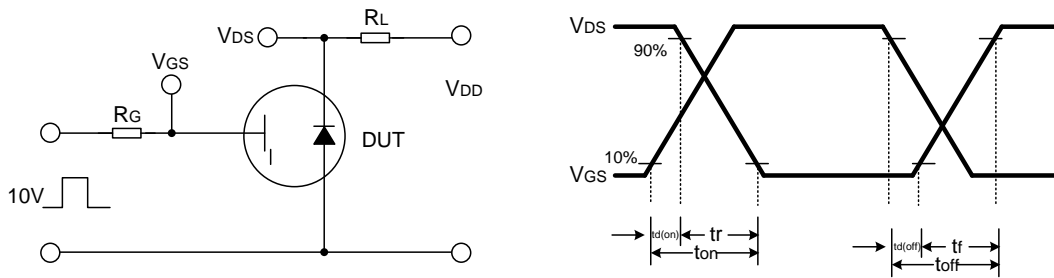 VDS
RL
VGS
VDD
RG
DUT
10V
VDS
90%
10%
VGS
td(on)
tr
ton
td(off)
tf
toff